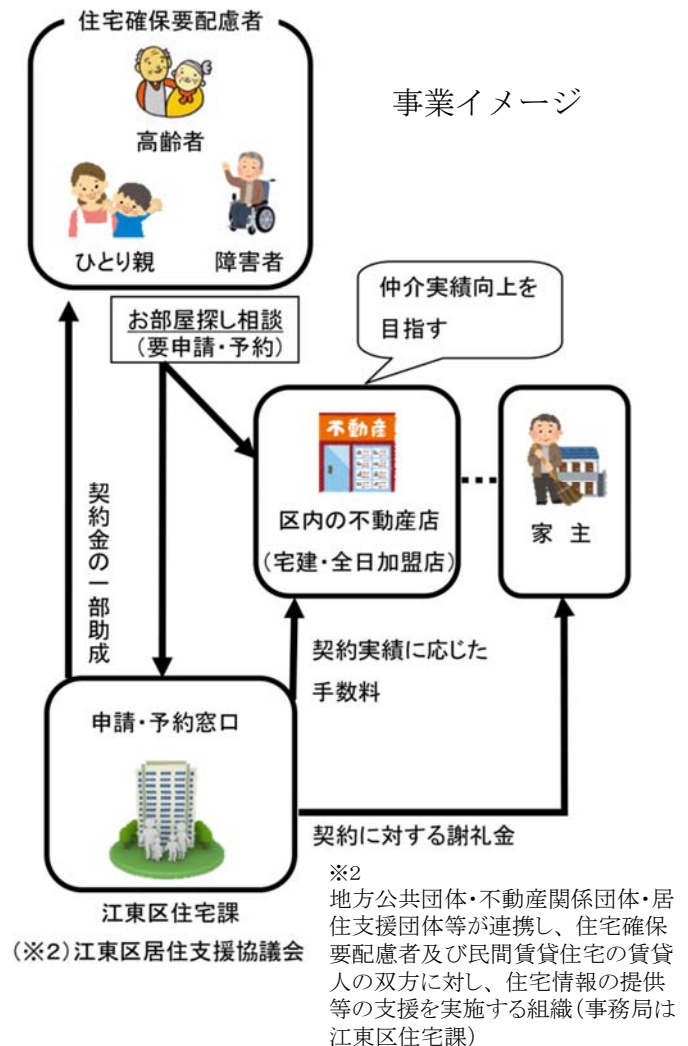 住宅確保要配慮者
事業イメージ
高齢者
ひとり親
障害者
お部屋探し相談
(要申請・予約)
仲介実績向上を
目指す
不動産
区内の不動産店
(宅建・全日加盟店)
家 主
契約金の一部助成
契約実績に応じた
手数料
申請・予約窓口
契約に対する謝礼金
江東区住宅課
(※2)江東区居住支援協議会
※2
地方公共団体・不動産関係団体・居
住支援団体等が連携し、住宅確保
要配慮者及び民間賃貸住宅の賃貸
人の双方に対し、住宅情報の提供
等の支援を実施する組織(事務局は
江東区住宅課)